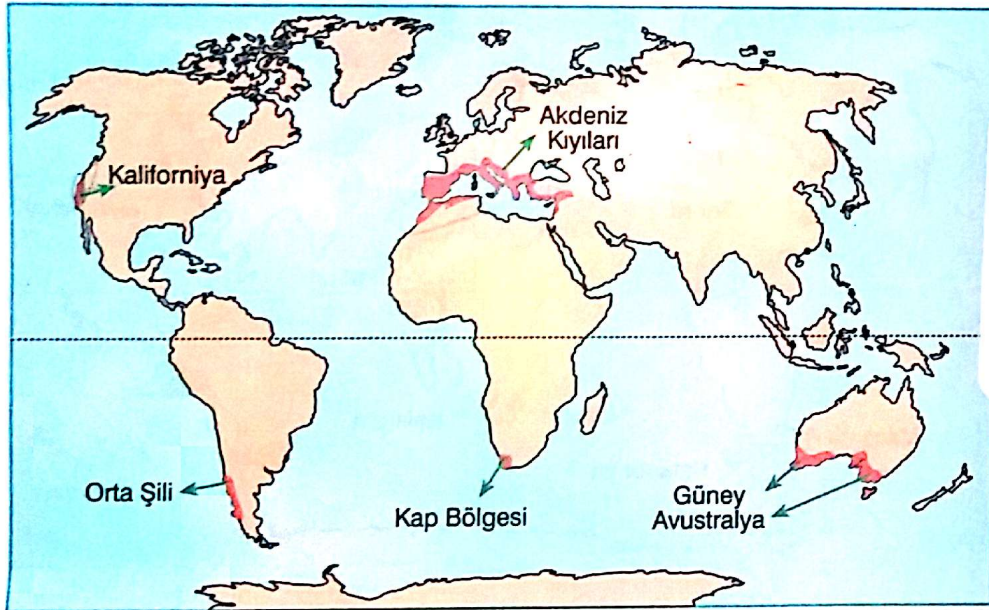 Akdeniz
Kıyıları
Kaliforniya
Orta Şili
Kap Bölgesi
Güney
Avustralya